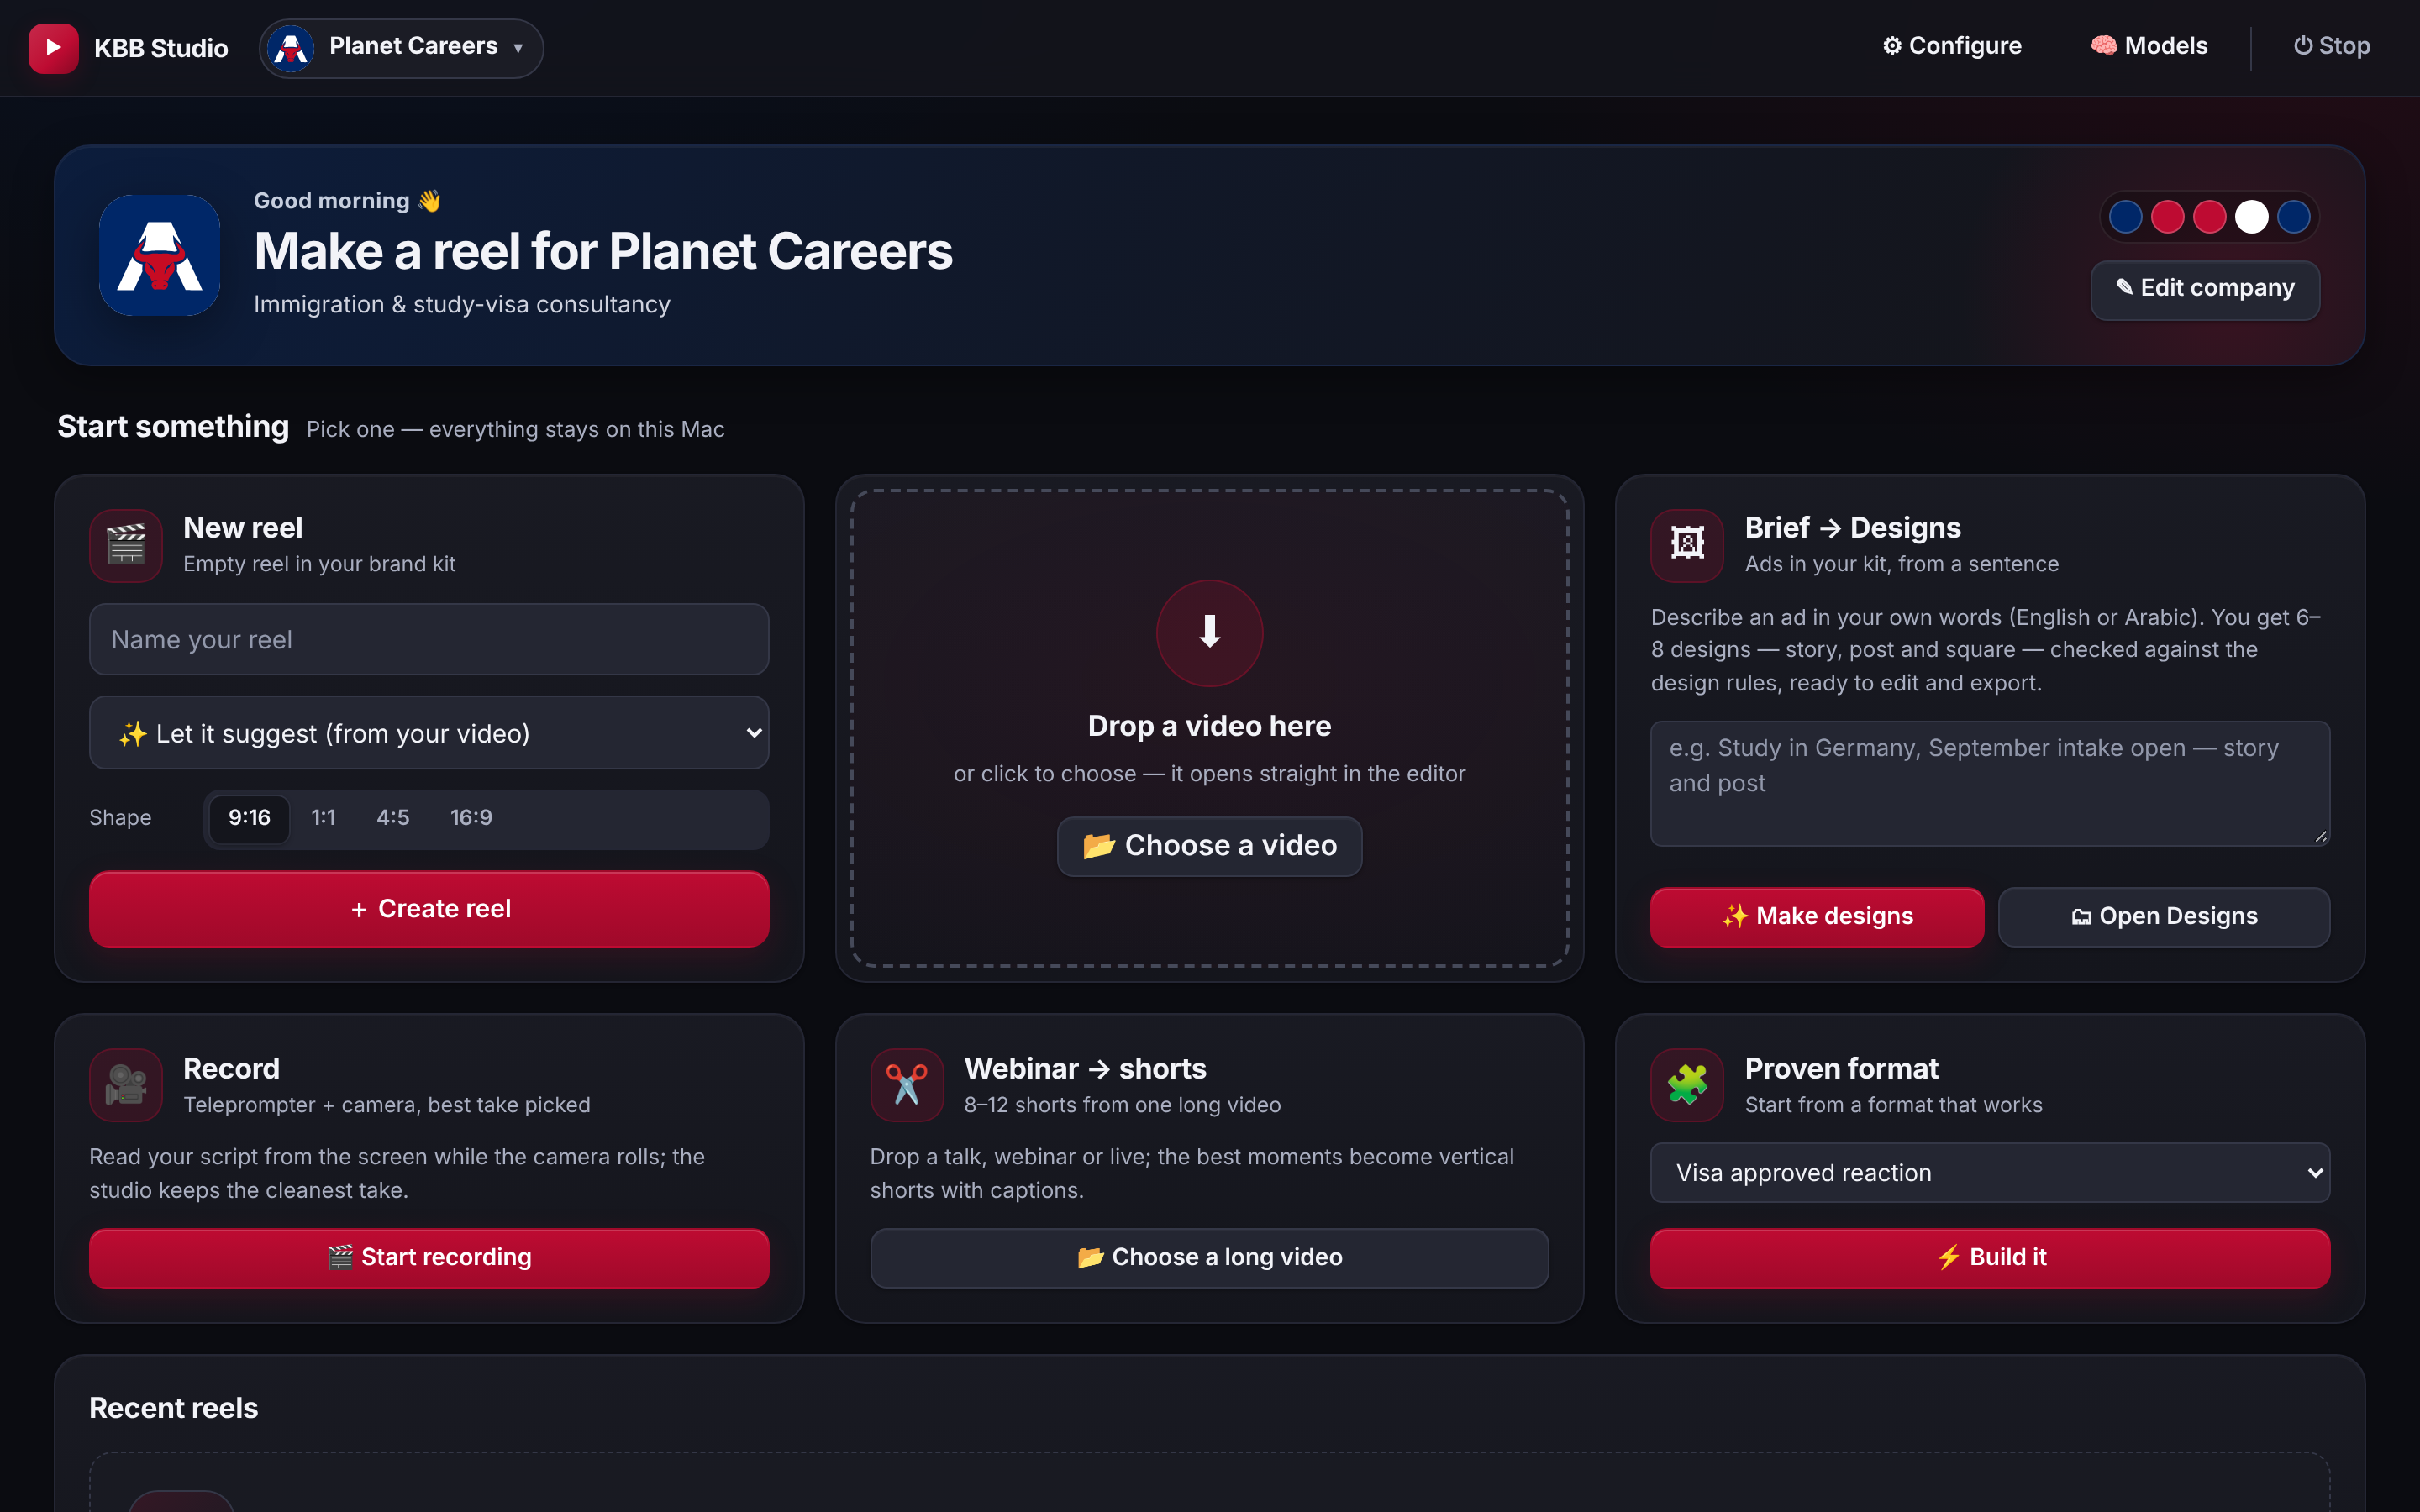 KBB Studio
Planet Careers ▾
⚙ Configure
🧠 Models
⏻ Stop
Good morning 👋
Make a reel for Planet Careers
Immigration & study-visa consultancy
✎ Edit company
Start something
Pick one — everything stays on this Mac
🎬 New reel
Empty reel in your brand kit
Name your reel
✨ Let it suggest (from your video)
Shape
9:16
1:1
4:5
16:9
+ Create reel
⬇
Drop a video here
or click to choose — it opens straight in the editor
📂 Choose a video
🖼 Brief → Designs
Ads in your kit, from a sentence
Describe an ad in your own words (English or Arabic). You get 6–
8 designs — story, post and square — checked against the
design rules, ready to edit and export.
e.g. Study in Germany, September intake open — story
and post
✨ Make designs
🗂 Open Designs
🎥 Record
Teleprompter + camera, best take picked
Read your script from the screen while the camera rolls; the
studio keeps the cleanest take.
🎬 Start recording
✂️ Webinar → shorts
8–12 shorts from one long video
Drop a talk, webinar or live; the best moments become vertical
shorts with captions.
📂 Choose a long video
🧩 Proven format
Start from a format that works
Visa approved reaction
⚡ Build it
Recent reels